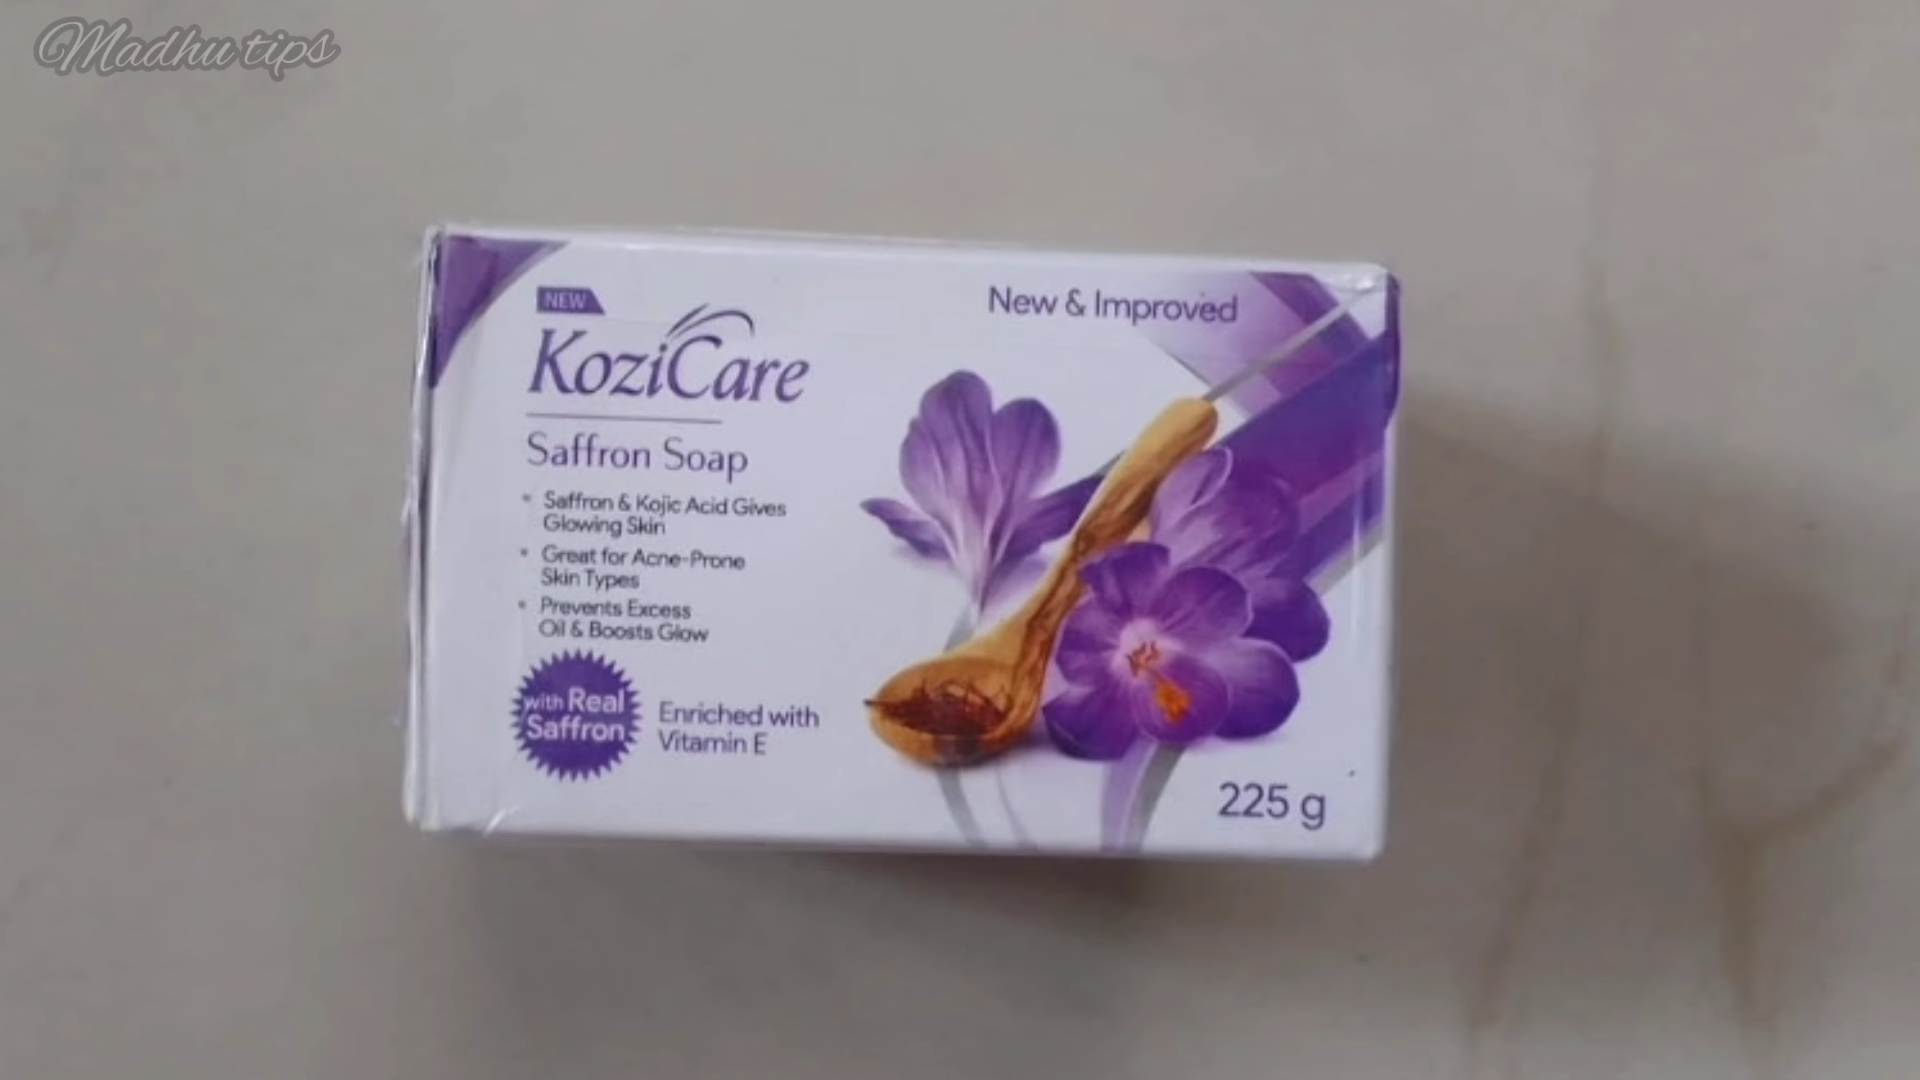 Madhu tips
NEW
KoziCare
New & Improved
Saffron Soap
• Saffron & Kojic Acid Gives
Glowing Skin
• Great for Acne-Prone
Skin Types
• Prevents Excess
Oil & Boosts Glow
with Real
Saffron
Enriched with
Vitamin E
225 g